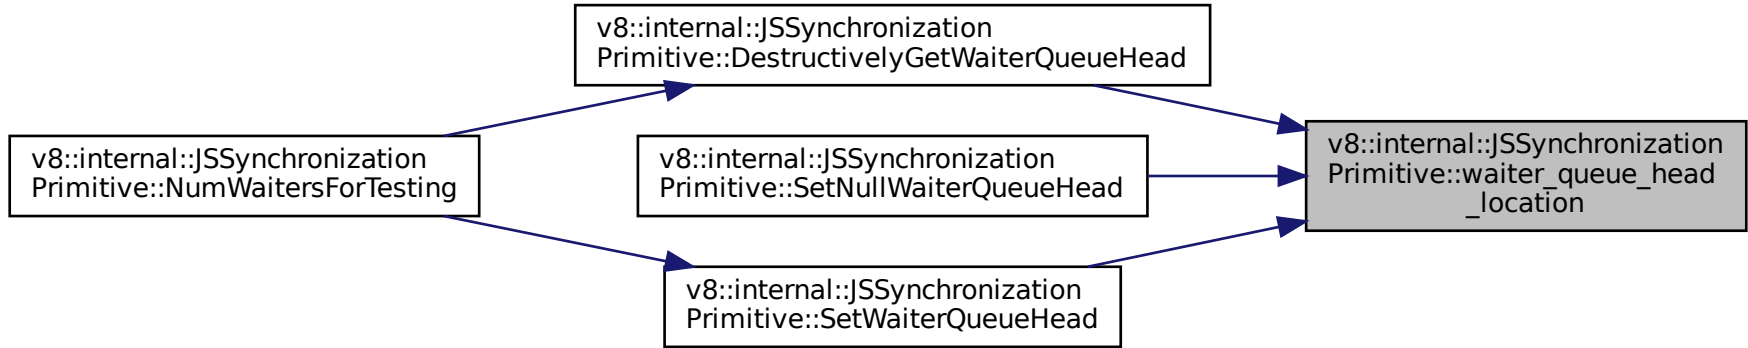 v8::internal::JSSynchronization
Primitive::DestructivelyGetWaiterQueueHead
v8::internal::JSSynchronization
Primitive::NumWaitersForTesting
v8::internal::JSSynchronization
Primitive::SetNullWaiterQueueHead
v8::internal::JSSynchronization
Primitive::waiter_queue_head
_location
v8::internal::JSSynchronization
Primitive::SetWaiterQueueHead